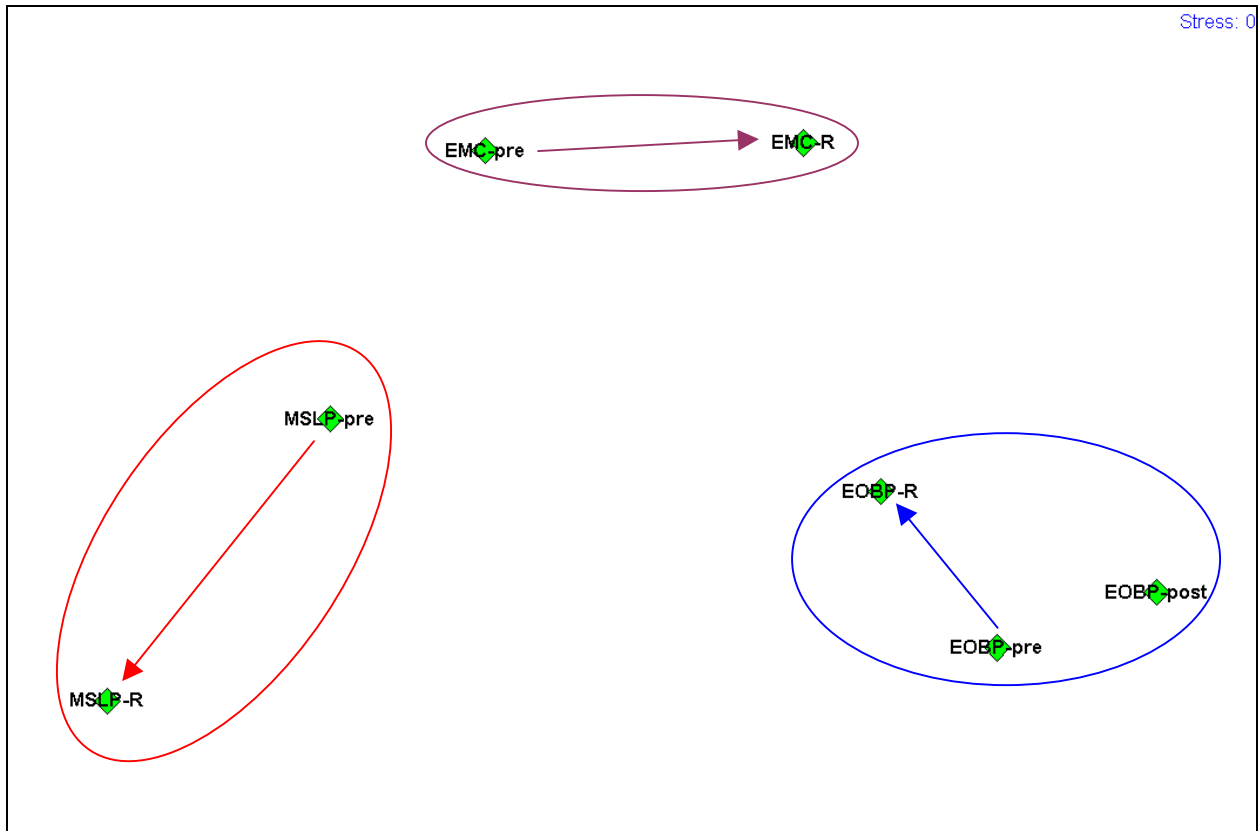 Stress: 0
EMC-pre
EMC-R
MSLP-pre
EOBP-R
EOBP-post
EOBP-pre
MSLP-R